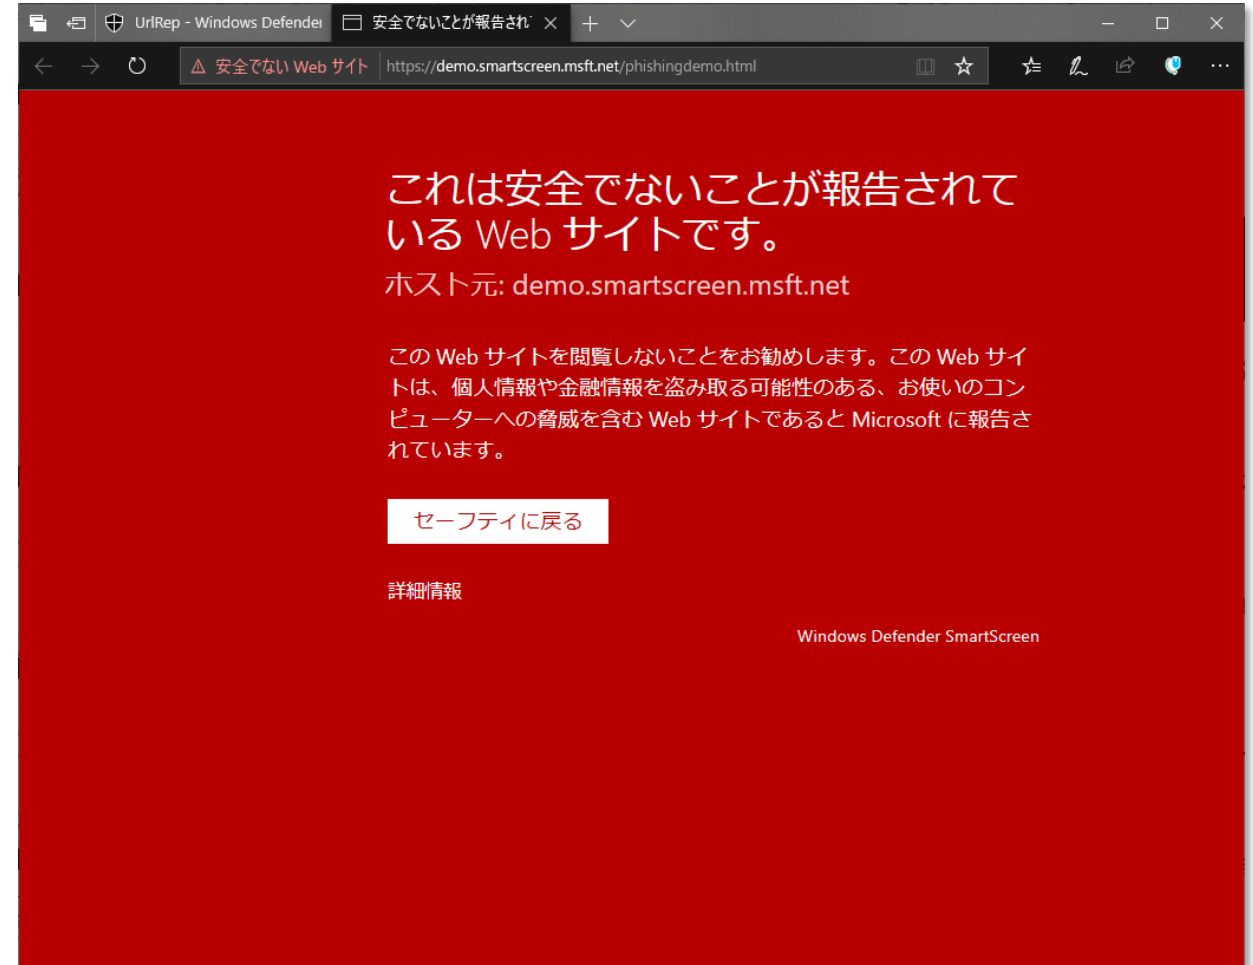 UrlRep - Windows Defender
安全でないことが報告され
安全でない Web サイト
https://demo.smartscreen.msft.net/phishingdemo.html
これは安全でないことが報告されて
いる Web サイトです。
ホスト元: demo.smartscreen.msft.net
この Web サイトを閲覧しないことをお勧めします。この Web サイ
トは、個人情報や金融情報を盗み取る可能性のある、お使いのコン
ピューターへの脅威を含む Web サイトであると Microsoft に報告さ
れています。
セーフティに戻る
詳細情報
Windows Defender SmartScreen